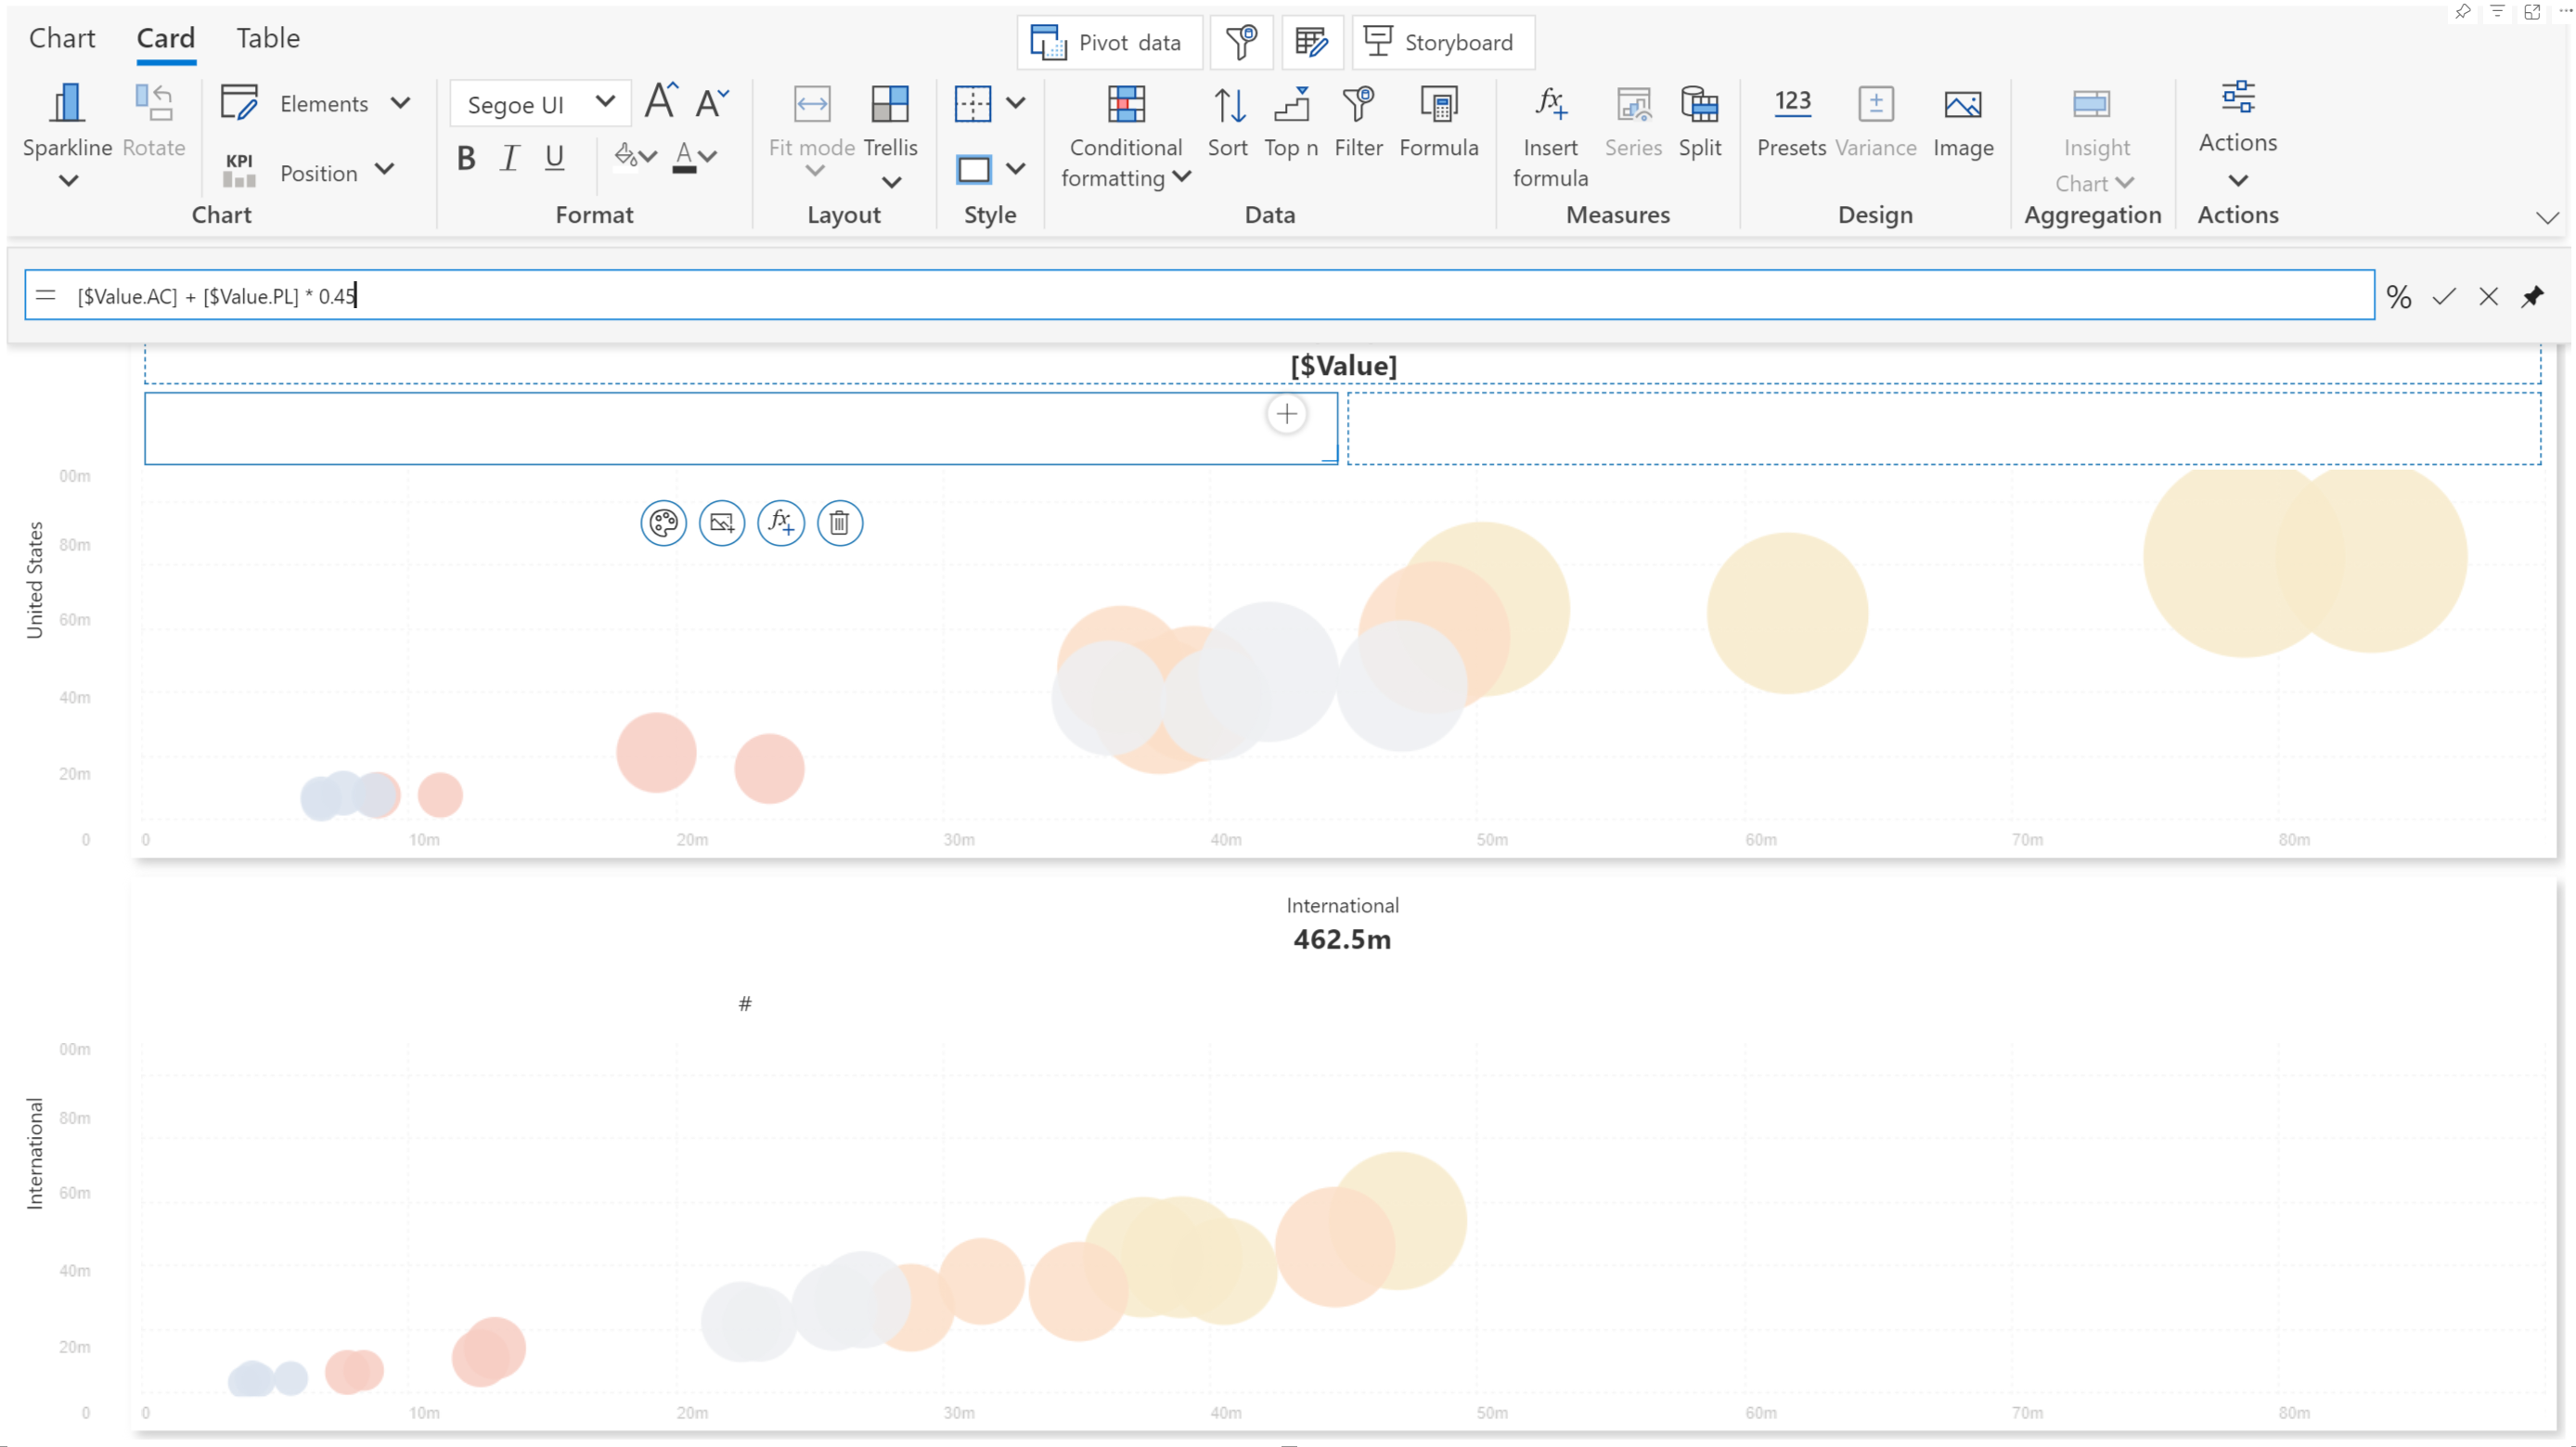 Chart Card Table Pivot data Storyboard
Sparkline Rotate Elements KPI Position Chart
Segoe UI A A B I U A Format
Fit mode Trellis Layout
Style
Conditional formatting Sort Top n Filter Formula Data
fx Insert formula Series Split Measures
123 Presets Variance Image Design
Insight Chart Aggregation
Actions Actions
= [$Value.AC] + [$Value.PL] * 0.45 %
[$Value]
+
fx
United States
00m
80m
60m
40m
20m
0
0 10m 20m 30m 40m 50m 60m 70m 80m
International
462.5m
#
International
00m
80m
60m
40m
20m
0
0 10m 20m 30m 40m 50m 60m 70m 80m